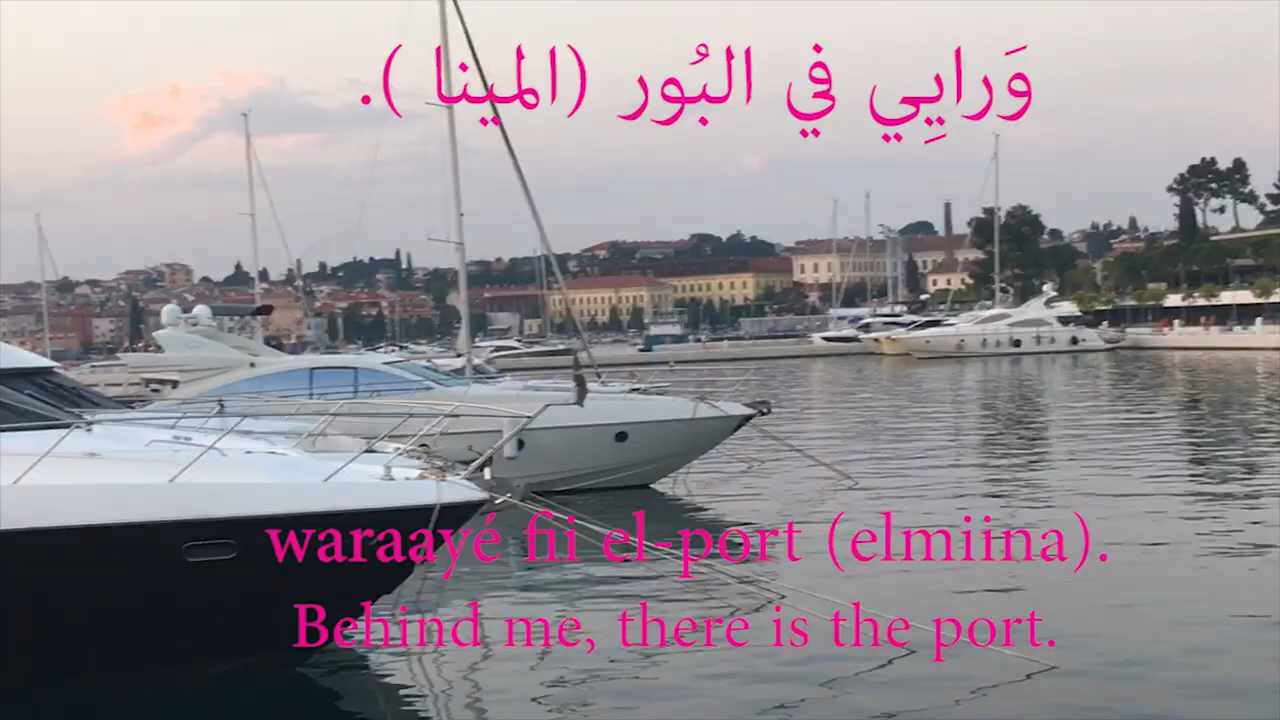 وَرايِي في البُور (المينا ).
waraayé fii el-port (elmiina).
Behind me, there is the port.